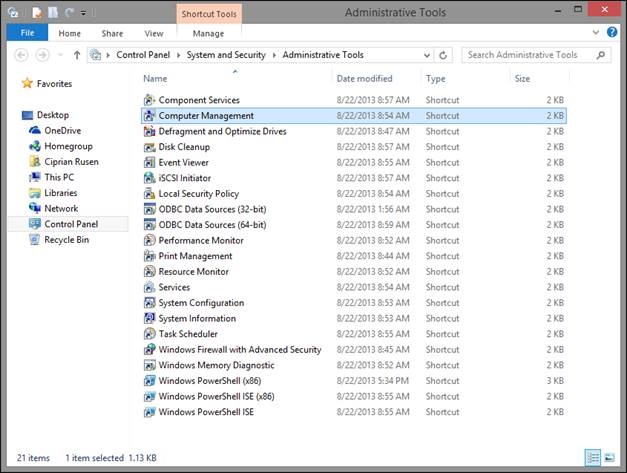 Shortcut Tools
Administrative Tools
File Home Share View Manage
Control Panel System and Security Administrative Tools Search Administrative Tools
Favorites
Desktop
OneDrive
Homegroup
Ciprian Rusen
This PC
Libraries
Network
Control Panel
Recycle Bin
Name Date modified Type Size
Component Services 8/22/2013 8:57 AM Shortcut 2 KB
Computer Management 8/22/2013 8:54 AM Shortcut 2 KB
Defragment and Optimize Drives 8/22/2013 8:47 AM Shortcut 2 KB
Disk Cleanup 8/22/2013 8:57 AM Shortcut 2 KB
Event Viewer 8/22/2013 8:55 AM Shortcut 2 KB
iSCSI Initiator 8/22/2013 8:57 AM Shortcut 2 KB
Local Security Policy 8/22/2013 8:54 AM Shortcut 2 KB
ODBC Data Sources (32-bit) 8/22/2013 1:56 AM Shortcut 2 KB
ODBC Data Sources (64-bit) 8/22/2013 8:59 AM Shortcut 2 KB
Performance Monitor 8/22/2013 8:52 AM Shortcut 2 KB
Print Management 8/22/2013 8:44 AM Shortcut 2 KB
Resource Monitor 8/22/2013 8:52 AM Shortcut 2 KB
Services 8/22/2013 8:54 AM Shortcut 2 KB
System Configuration 8/22/2013 8:53 AM Shortcut 2 KB
System Information 8/22/2013 8:53 AM Shortcut 2 KB
Task Scheduler 8/22/2013 8:55 AM Shortcut 2 KB
Windows Firewall with Advanced Security 8/22/2013 8:45 AM Shortcut 2 KB
Windows Memory Diagnostic 8/22/2013 8:52 AM Shortcut 2 KB
Windows PowerShell (x86) 8/22/2013 5:34 PM Shortcut 3 KB
Windows PowerShell ISE (x86) 8/22/2013 8:55 AM Shortcut 2 KB
Windows PowerShell ISE 8/22/2013 8:55 AM Shortcut 2 KB
21 items 1 item selected 1.13 KB